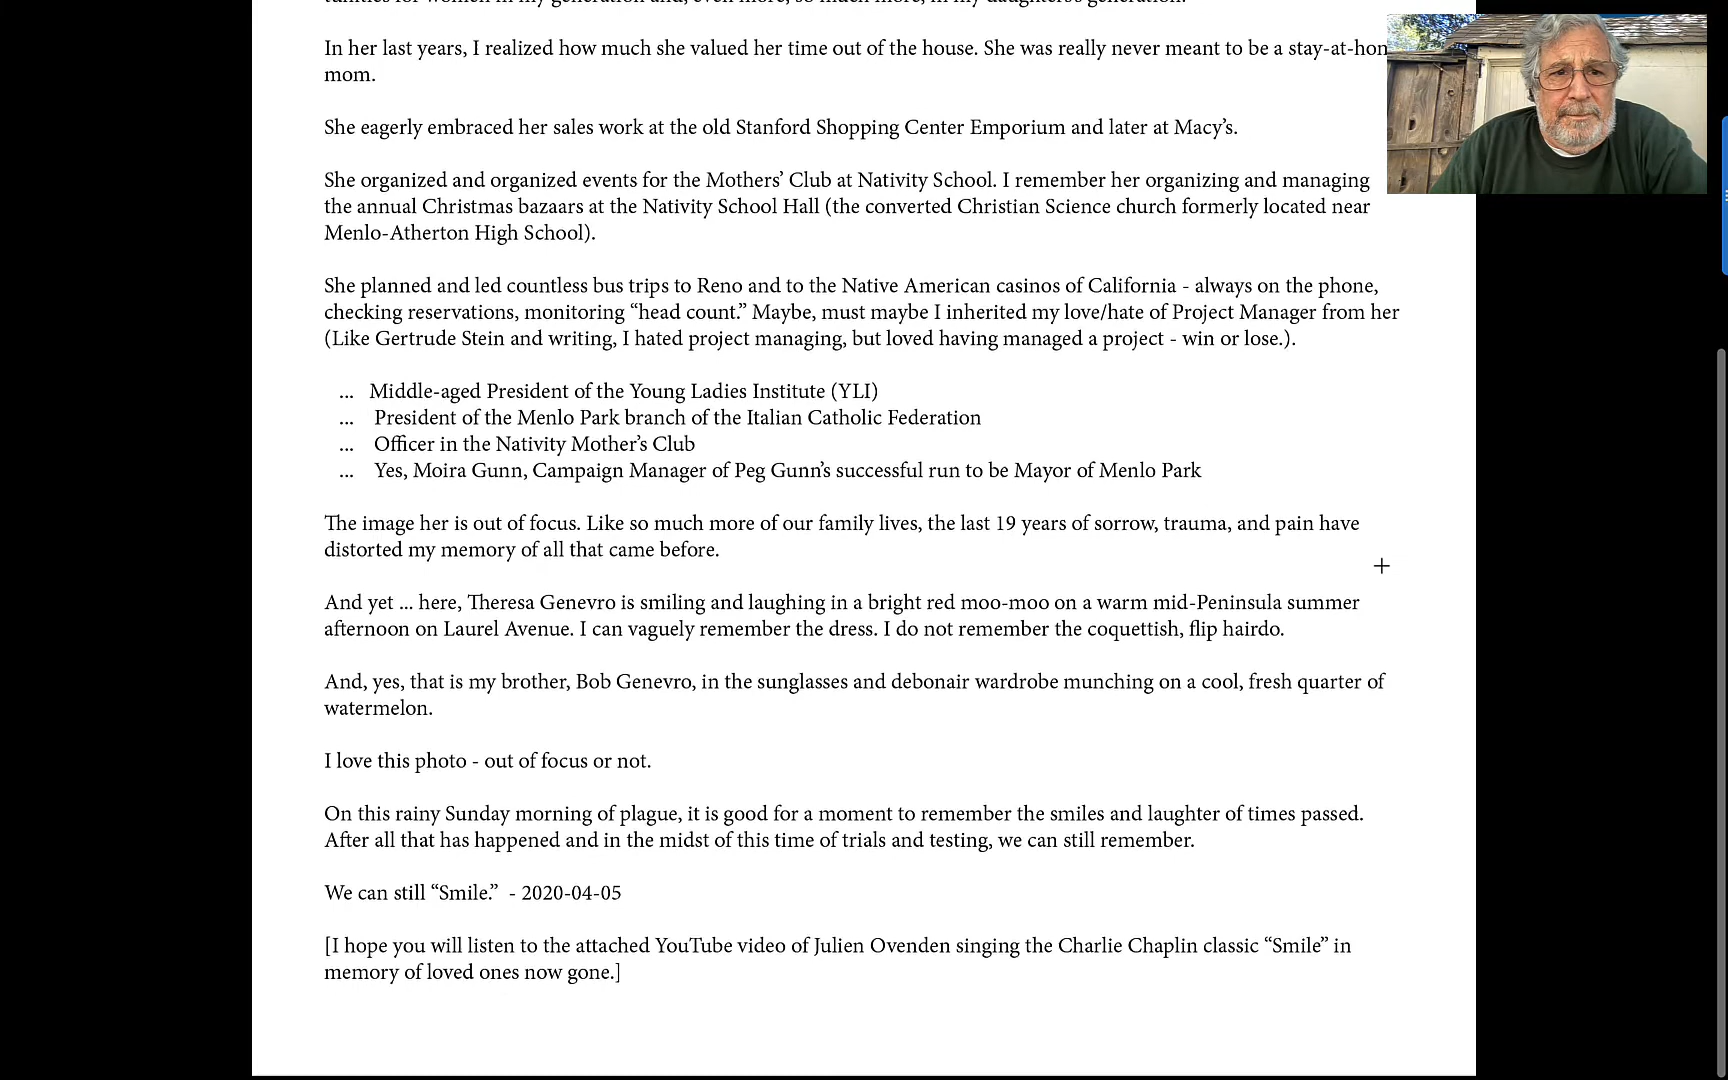 In her last years, I realized how much she valued her time out of the house. She was really never meant to be a
mom.
She eagerly embraced her sales work at the old Stanford Shopping Center Emporium and later at Macy’s.
She organized and organized events for the Mothers’ Club at Nativity School. I remember her organizing and managing
the annual Christmas bazaars at the Nativity School Hall (the converted Christian Science church formerly located near
Menlo-Atherton High School).
She planned and led countless bus trips to Reno and to the Native American casinos of California - always on the phone,
checking reservations, monitoring “head count.” Maybe, must maybe I inherited my love/hate of Project Manager from her
(Like Gertrude Stein and writing, I hated project managing, but loved having managed a project - win or lose.).
... Middle-aged President of the Young Ladies Institute (YLI)
... President of the Menlo Park branch of the Italian Catholic Federation
... Officer in the Nativity Mother’s Club
... Yes, Moira Gunn, Campaign Manager of Peg Gunn’s successful run to be Mayor of Menlo Park
The image her is out of focus. Like so much more of our family lives, the last 19 years of sorrow, trauma, and pain have
distorted my memory of all that came before.
And yet ... here, Theresa Genevro is smiling and laughing in a bright red moo-moo on a warm mid-Peninsula summer
afternoon on Laurel Avenue. I can vaguely remember the dress. I do not remember the coquettish, flip hairdo.
And, yes, that is my brother, Bob Genevro, in the sunglasses and debonair wardrobe munching on a cool, fresh quarter of
watermelon.
I love this photo - out of focus or not.
On this rainy Sunday morning of plague, it is good for a moment to remember the smiles and laughter of times passed.
After all that has happened and in the midst of this time of trials and testing, we can still remember.
We can still “Smile.” - 2020-04-05
[I hope you will listen to the attached YouTube video of Julien Ovenden singing the Charlie Chaplin classic “Smile” in
memory of loved ones now gone.]